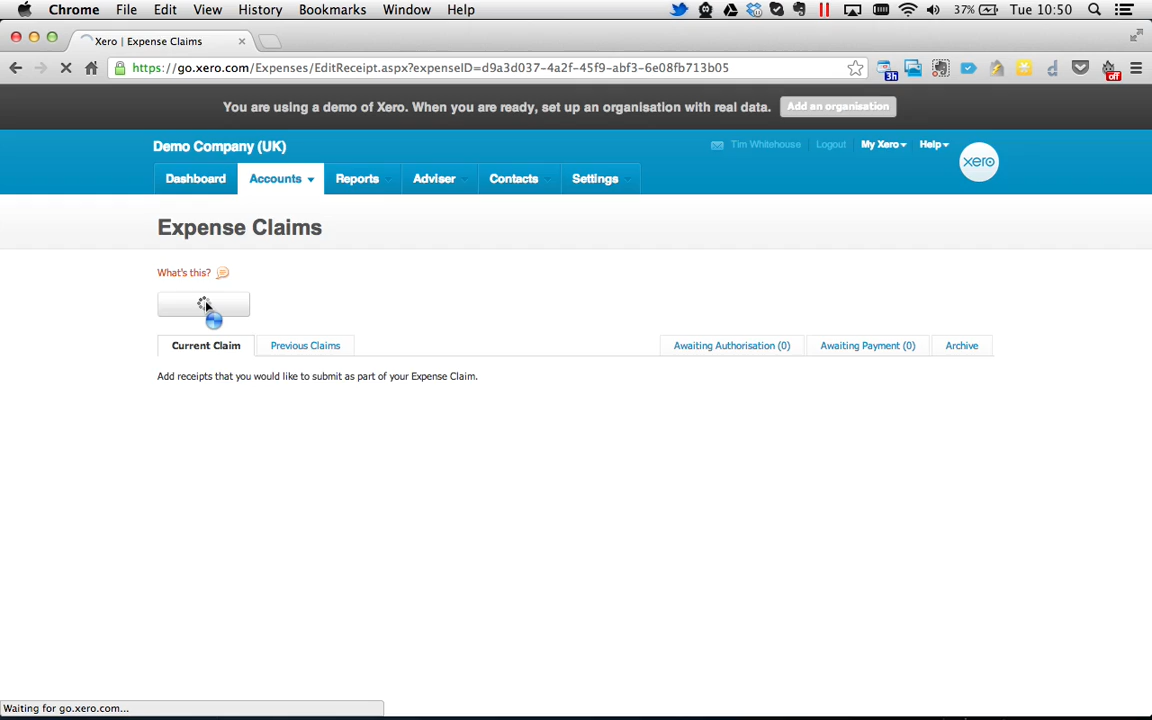 Chrome File Edit View History Bookmarks Window Help 37% Tue 10:50
Xero | Expense Claims
https://go.xero.com/Expenses/EditReceipt.aspx?expenseID=d9a3d037-4a2f-45f9-abf3-6e08fb713b05 3h d off
You are using a demo of Xero. When you are ready, set up an organisation with real data. Add an organisation
Demo Company (UK) Tim Whitehouse Logout My Xero Help
xero
Dashboard Accounts Reports Adviser Contacts Settings
Expense Claims
What's this?
Current Claim Previous Claims Awaiting Authorisation (0) Awaiting Payment (0) Archive
Add receipts that you would like to submit as part of your Expense Claim.
Waiting for go.xero.com...